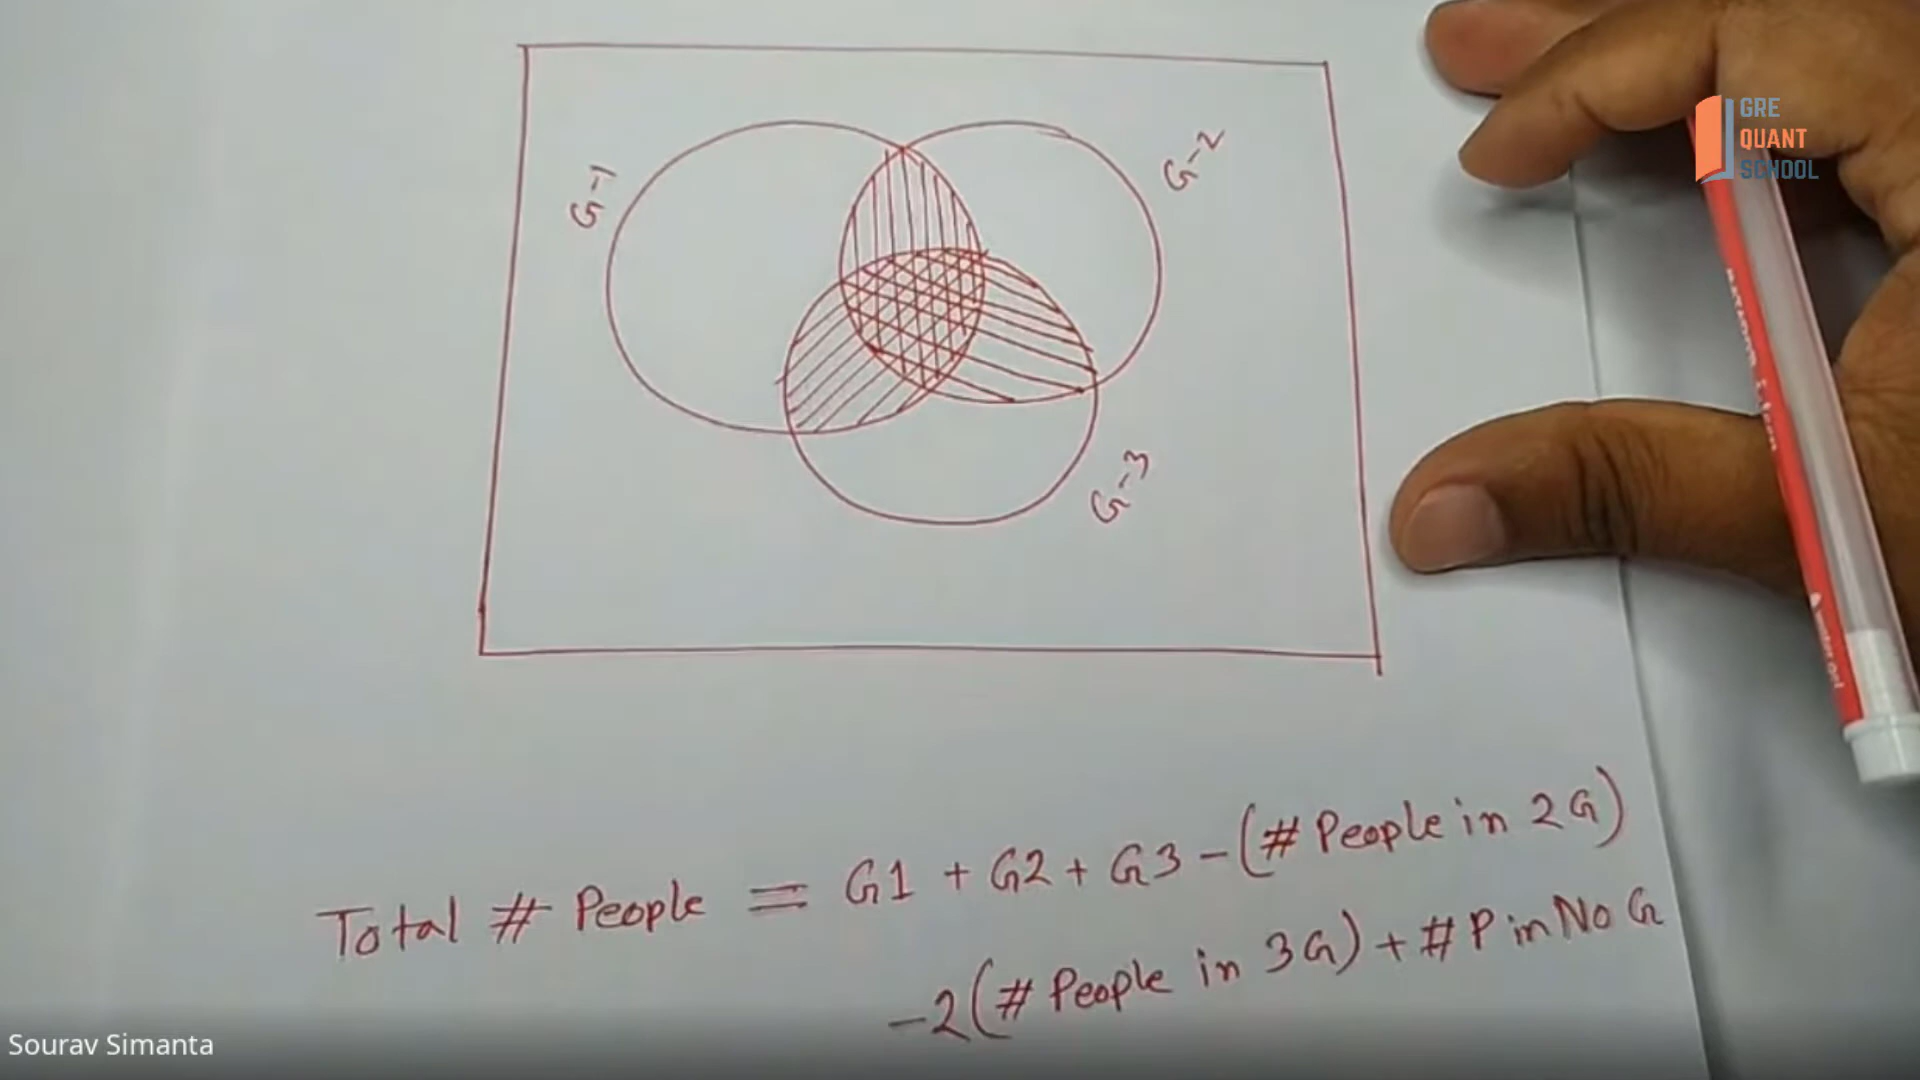 GRE
QUANT
SCHOOL
G-1
G-2
G-3
Total # People = G1 + G2 + G3 - (# People in 2G)
-2(# People in 3G) + # P in No G
Sourav Simanta